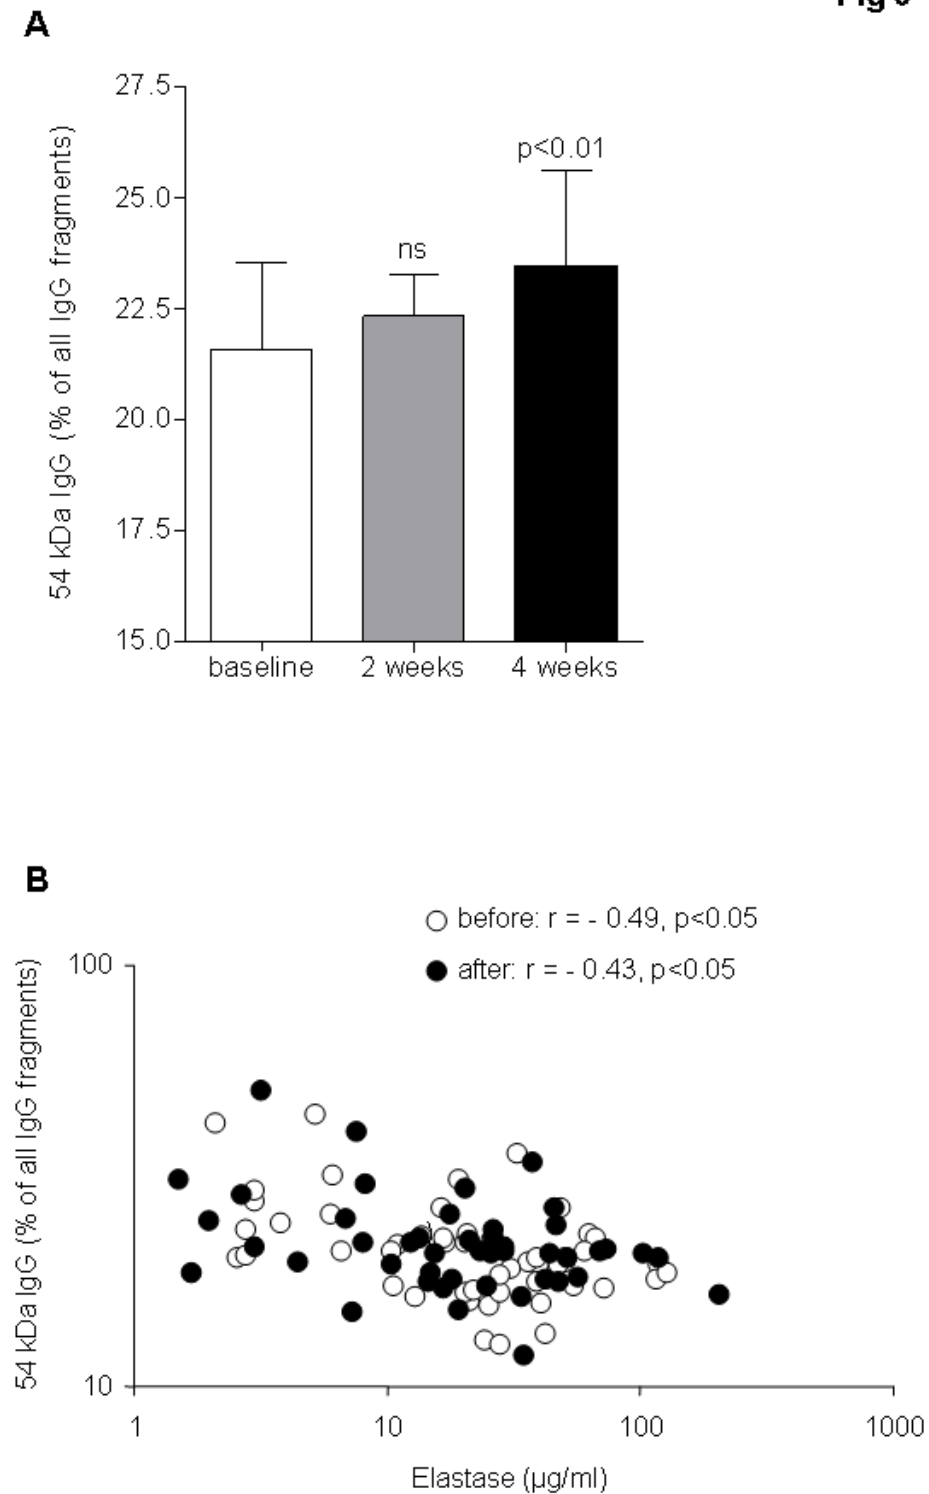 A
27.5
25.0
22.5
20.0
17.5
15.0
54 kDa IgG (% of all IgG fragments)
p<0.01
ns
baseline 2 weeks 4 weeks
B
before: r = - 0.49, p<0.05
after: r = - 0.43, p<0.05
100
10
54 kDa IgG (% of all IgG fragments)
1 10 100 1000
Elastase (µg/ml)